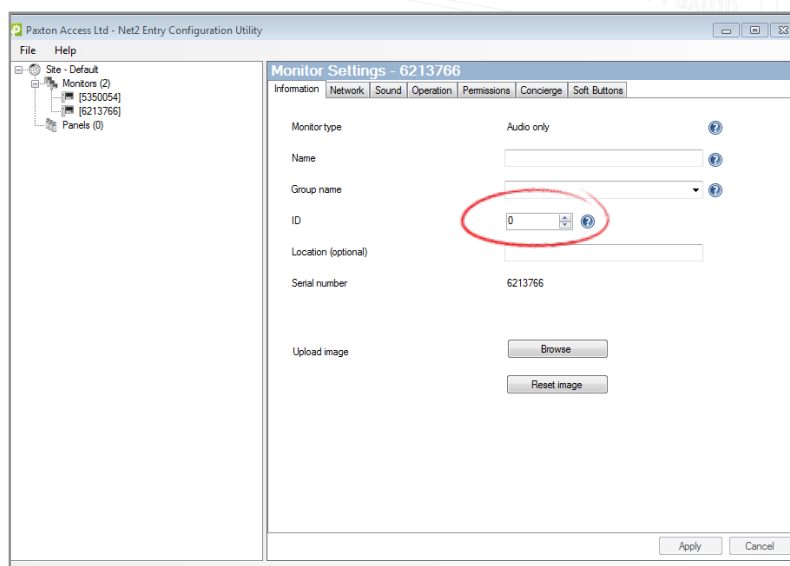 Paxton Access Ltd - Net2 Entry Configuration Utility
File Help
Site - Default
Monitors (2)
[5350054]
[6213766]
Panels (0)
Monitor Settings - 6213766
Information Network Sound Operation Permissions Concierge Soft Buttons
Monitor type Audio only
Name
Group name
ID 0
Location (optional)
Serial number 6213766
Upload image Browse
Reset image
Apply Cancel